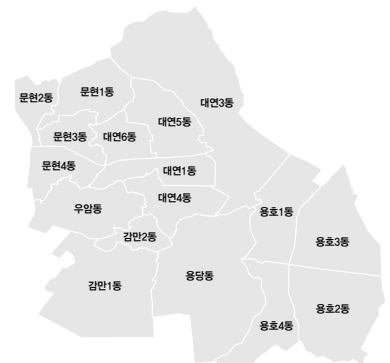 문현2동
문현1동
대연3동
대연5동
문현3동
대연6동
문현4동
대연1동
대연4동
우암동
용호1동
감만2동
용호3동
용당동
감만1동
용호2동
용호4동